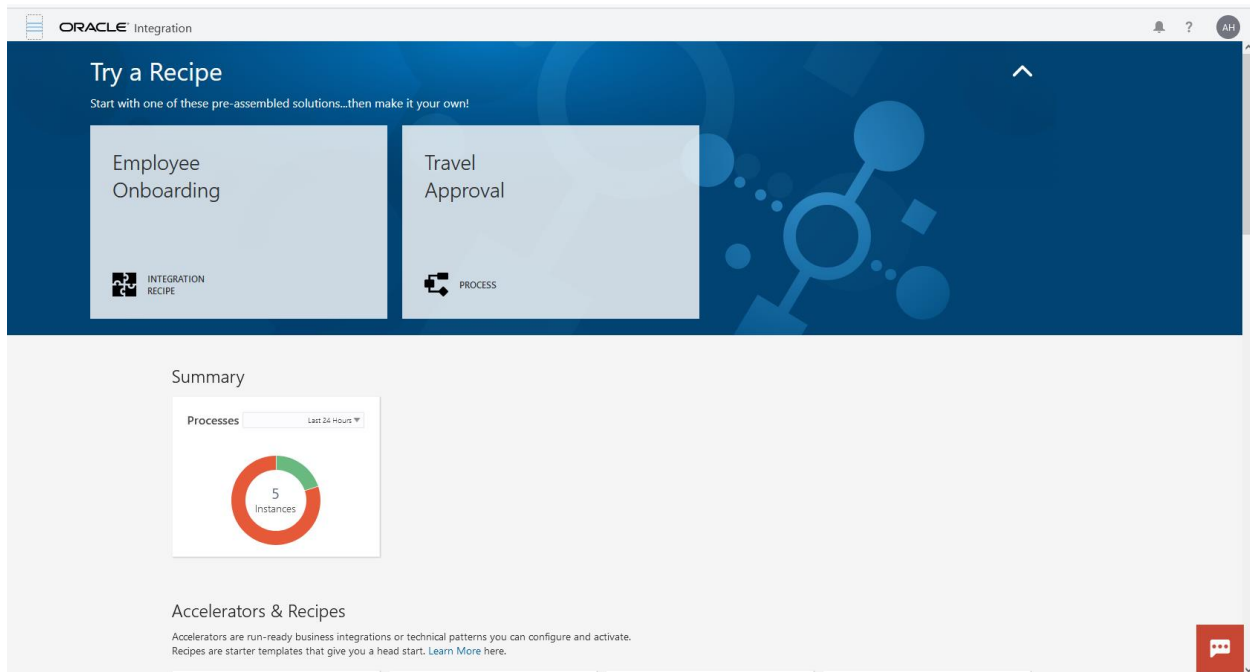 ORACLE® Integration
? AH
Try a Recipe
Start with one of these pre-assembled solutions...then make it your own!
Employee
Onboarding
INTEGRATION
RECIPE
Travel
Approval
PROCESS
Summary
Processes Last 24 Hours
5
Instances
Accelerators & Recipes
Accelerators are run-ready business integrations or technical patterns you can configure and activate.
Recipes are starter templates that give you a head start. Learn More here.